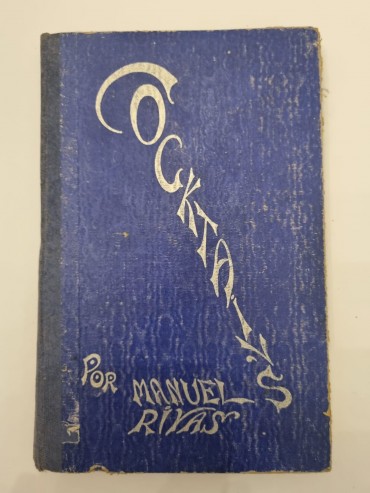 COCKTAILS
POR MANUEL
RIVAS
N